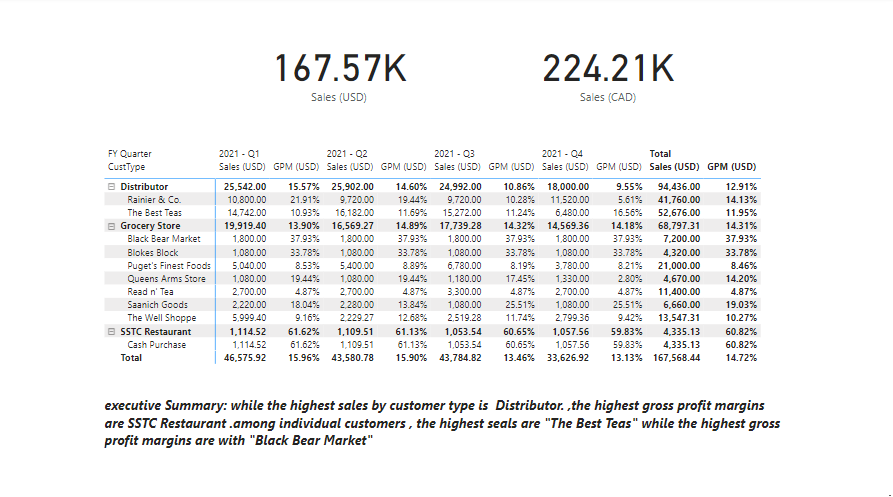 167.57K 224.21K
Sales (USD) Sales (CAD)
FY Quarter 2021 - Q1 2021 - Q2 2021 - Q3 2021 - Q4 Total
CustType Sales (USD) GPM (USD) Sales (USD) GPM (USD) Sales (USD) GPM (USD) Sales (USD) GPM (USD) Sales (USD) GPM (USD)
Distributor 25,542.00 15.57% 25,902.00 14.60% 24,992.00 10.86% 18,000.00 9.55% 94,436.00 12.91%
Rainier & Co. 10,800.00 21.91% 9,720.00 19.44% 9,720.00 10.28% 11,520.00 5.61% 41,760.00 14.13%
The Best Teas 14,742.00 10.93% 16,182.00 11.69% 15,272.00 11.24% 6,480.00 16.56% 52,676.00 11.95%
Grocery Store 19,919.40 13.90% 16,569.27 14.89% 17,739.28 14.32% 14,569.36 14.18% 68,797.31 14.31%
Black Bear Market 1,800.00 37.93% 1,800.00 37.93% 1,800.00 37.93% 1,800.00 37.93% 7,200.00 37.93%
Blokes Block 1,080.00 33.78% 1,080.00 33.78% 1,080.00 33.78% 1,080.00 33.78% 4,320.00 33.78%
Puget's Finest Foods 5,040.00 8.53% 5,400.00 8.89% 6,780.00 8.19% 3,780.00 8.21% 21,000.00 8.46%
Queens Arms Store 1,080.00 19.44% 1,080.00 19.44% 1,180.00 17.45% 1,330.00 2.80% 4,670.00 14.20%
Read n' Tea 2,700.00 4.87% 2,700.00 4.87% 3,300.00 4.87% 2,700.00 4.87% 11,400.00 4.87%
Saanich Goods 2,220.00 18.04% 2,280.00 13.84% 1,080.00 25.51% 1,080.00 25.51% 6,660.00 19.03%
The Well Shoppe 5,999.40 9.16% 2,229.27 12.68% 2,519.28 11.74% 2,799.36 9.42% 13,547.31 10.27%
SSTC Restaurant 1,114.52 61.62% 1,109.51 61.13% 1,053.54 60.65% 1,057.56 59.83% 4,335.13 60.82%
Cash Purchase 1,114.52 61.62% 1,109.51 61.13% 1,053.54 60.65% 1,057.56 59.83% 4,335.13 60.82%
Total 46,575.92 15.96% 43,580.78 15.90% 43,784.82 13.46% 33,626.92 13.13% 167,568.44 14.72%
executive Summary: while the highest sales by customer type is Distributor. ,the highest gross profit margins
are SSTC Restaurant .among individual customers , the highest seals are "The Best Teas" while the highest gross
profit margins are with "Black Bear Market"